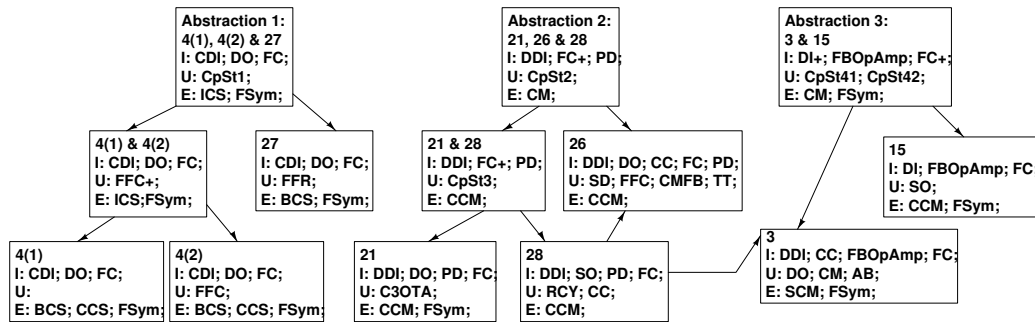 Abstraction 1:
4(1), 4(2) & 27
I: CDI; DO; FC;
U: CpSt1;
E: ICS; FSym;
Abstraction 2:
21, 26 & 28
I: DDI; FC+; PD;
U: CpSt2;
E: CM;
Abstraction 3:
3 & 15
I: DI+; FBOpAmp; FC+;
U: CpSt41; CpSt42;
E: CM; FSym;
4(1) & 4(2)
I: CDI; DO; FC;
U: FFC+;
E: ICS;FSym;
27
I: CDI; DO; FC;
U: FFR;
E: BCS; FSym;
21 & 28
I: DDI; FC+; PD;
U: CpSt3;
E: CCM;
26
I: DDI; DO; CC; FC; PD;
U: SD; FFC; CMFB; TT;
E: CCM;
15
I: DI; FBOpAmp; FC;
U: SO;
E: CCM; FSym;
4(1)
I: CDI; DO; FC;
U:
E: BCS; CCS; FSym;
4(2)
I: CDI; DO; FC;
U: FFC;
E: BCS; CCS; FSym;
21
I: DDI; DO; PD; FC;
U: C3OTA;
E: CCM; FSym;
28
I: DDI; SO; PD; FC;
U: RCY; CC;
E: CCM;
3
I: DDI; CC; FBOpAmp; FC;
U: DO; CM; AB;
E: SCM; FSym;